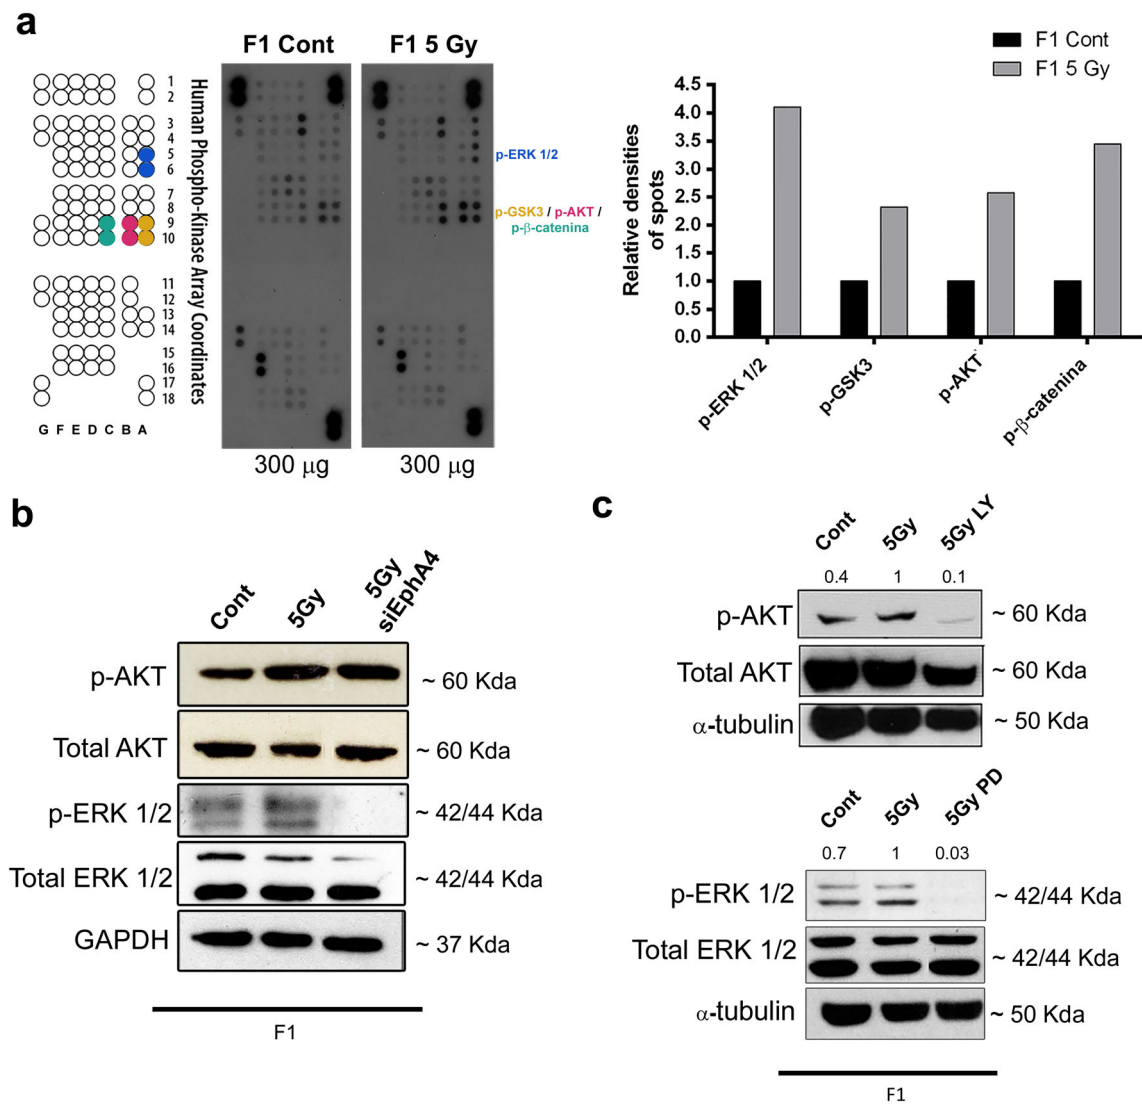 a
F1 Cont
F1 5 Gy
1
2
3
4
5
6
7
8
9
10
11
12
13
14
15
16
17
18
G F E D C B A
Human Phospho-Kinase Array Coordinates
p-ERK 1/2
p-GSK3 / p-AKT /
p-β-catenina
300 μg
300 μg
F1 Cont
F1 5 Gy
Relative densities
of spots
4.5
4.0
3.5
3.0
2.5
2.0
1.5
1.0
0.5
0.0
p-ERK 1/2
p-GSK3
p-AKT
p-β-catenina
b
Cont
5Gy
5Gy
siEphA4
p-AKT
~ 60 Kda
Total AKT
~ 60 Kda
p-ERK 1/2
~ 42/44 Kda
Total ERK 1/2
~ 42/44 Kda
GAPDH
~ 37 Kda
F1
c
Cont
5Gy
5Gy LY
0.4 1 0.1
p-AKT
~ 60 Kda
Total AKT
~ 60 Kda
α-tubulin
~ 50 Kda
Cont
5Gy
5Gy PD
0.7 1 0.03
p-ERK 1/2
~ 42/44 Kda
Total ERK 1/2
~ 42/44 Kda
α-tubulin
~ 50 Kda
F1